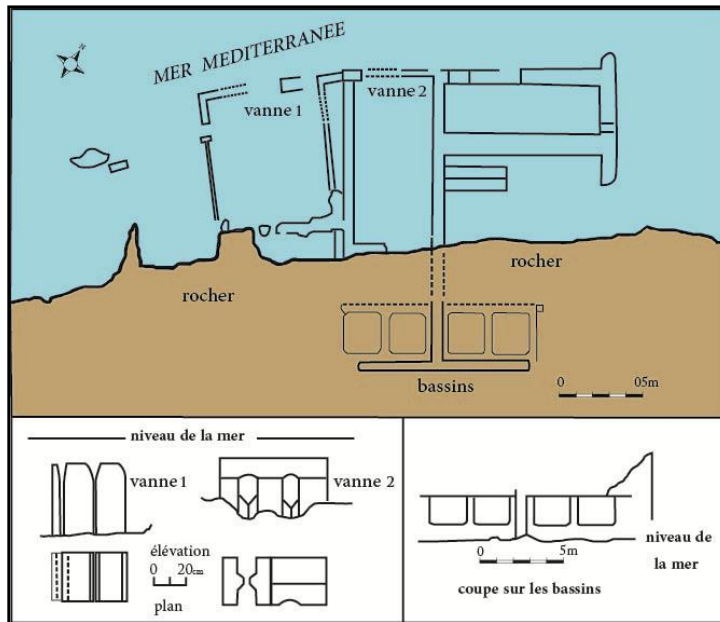 N
MER MEDITERRANEE
vanne 1
vanne 2
rocher
rocher
bassins
0 05m
niveau de la mer
vanne 1
vanne 2
élévation
0 20cm
plan
0 5m
niveau de
la mer
coupe sur les bassins